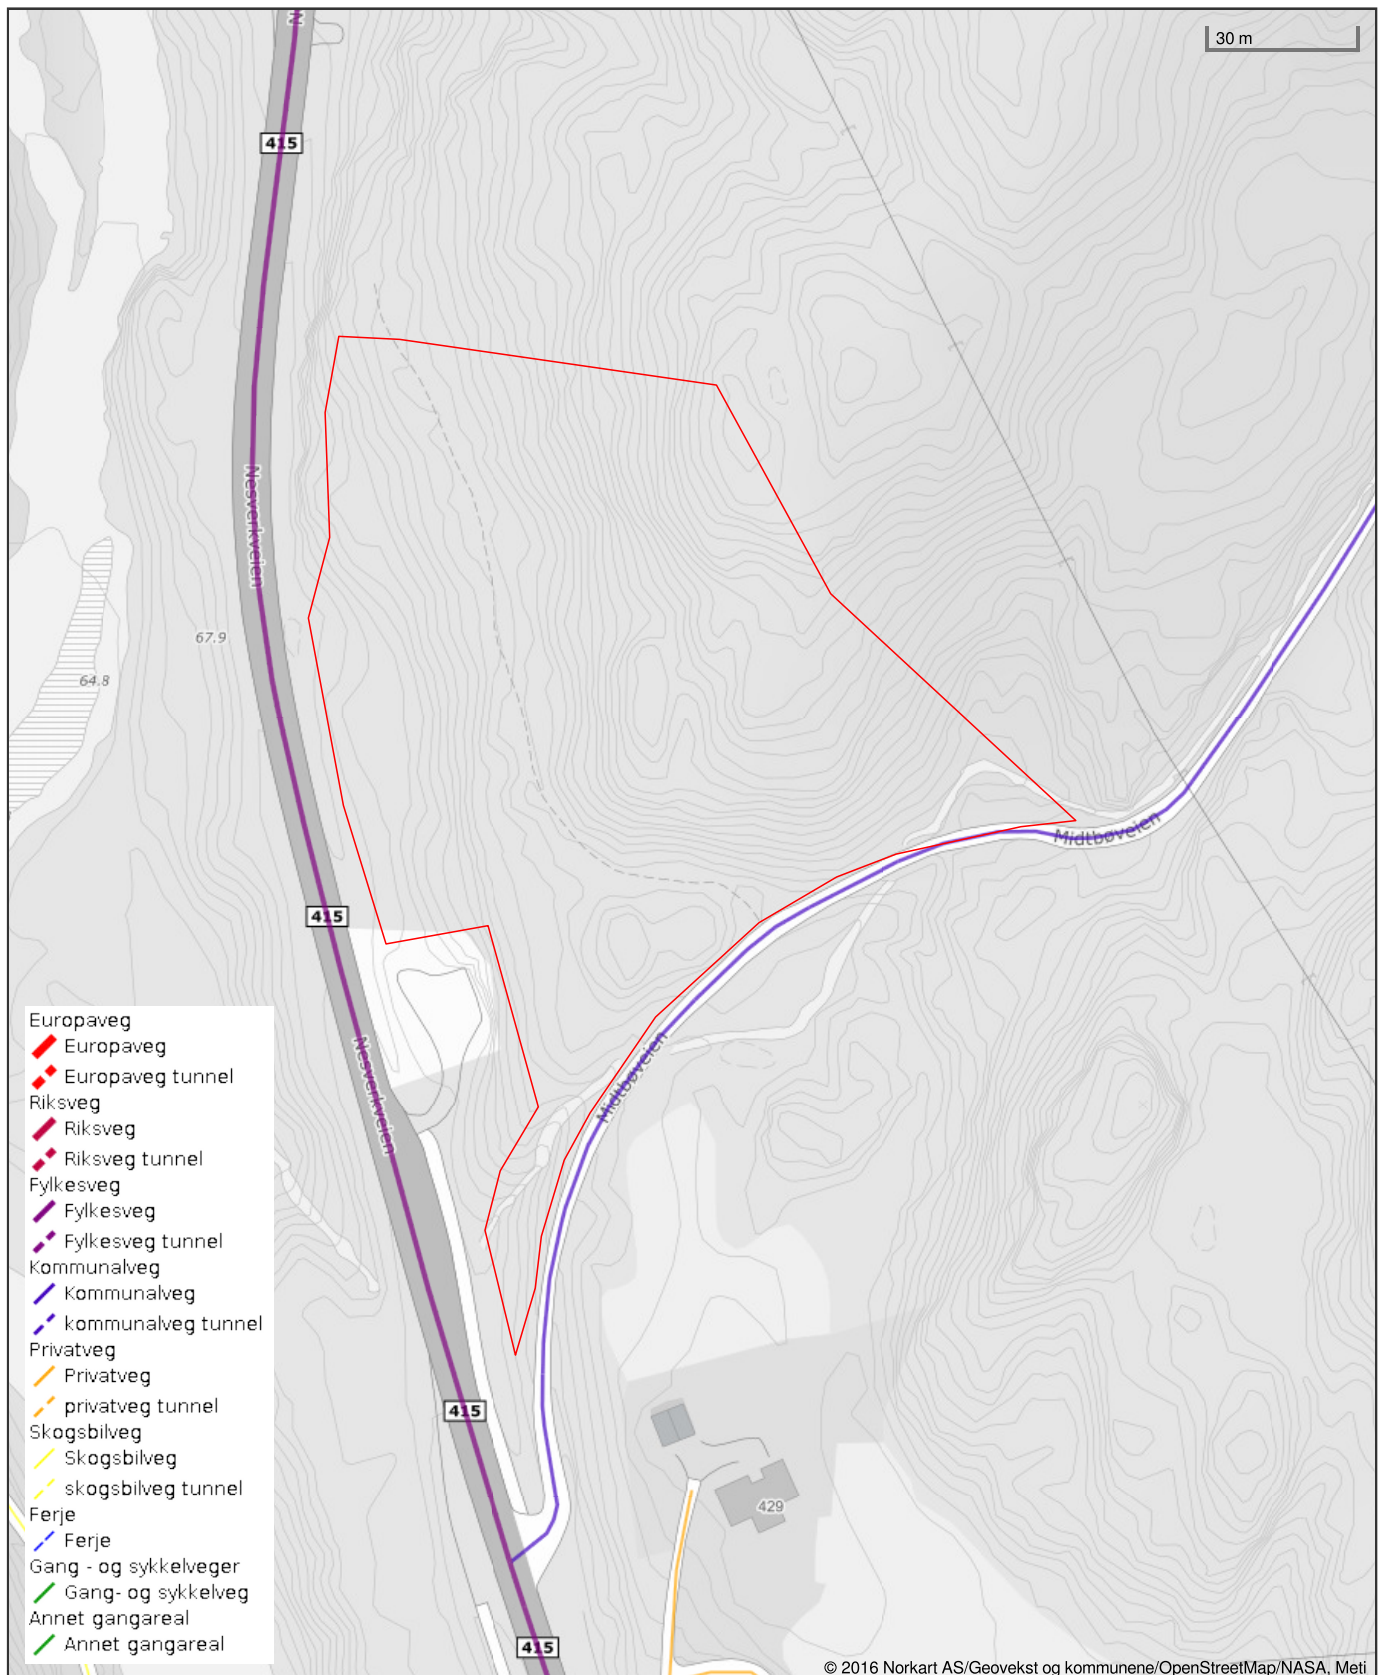 N
30 m
415
Nesverkveien
67.9
64.8
Midtbøveien
415
Nesverkveien
Midtbøveien
415
429
415
Europaveg
Europaveg
Europaveg tunnel
Riksveg
Riksveg
Riksveg tunnel
Fylkesveg
Fylkesveg
Fylkesveg tunnel
Kommunalveg
Kommunalveg
kommunalveg tunnel
Privatveg
Privatveg
privatveg tunnel
Skogsbilveg
Skogsbilveg
skogsbilveg tunnel
Ferje
Ferje
Gang - og sykkelveger
Gang- og sykkelveg
Annet gangareal
Annet gangareal
© 2016 Norkart AS/Geovekst og kommunene/OpenStreetMap/NASA, Meti